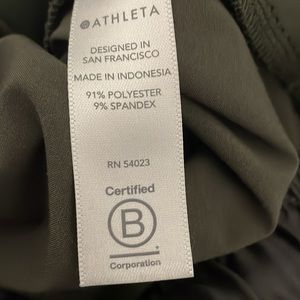 ATHLETA
DESIGNED IN
SAN FRANCISCO
MADE IN INDONESIA
91% POLYESTER
9% SPANDEX
RN 54023
Certified
B
Corporation